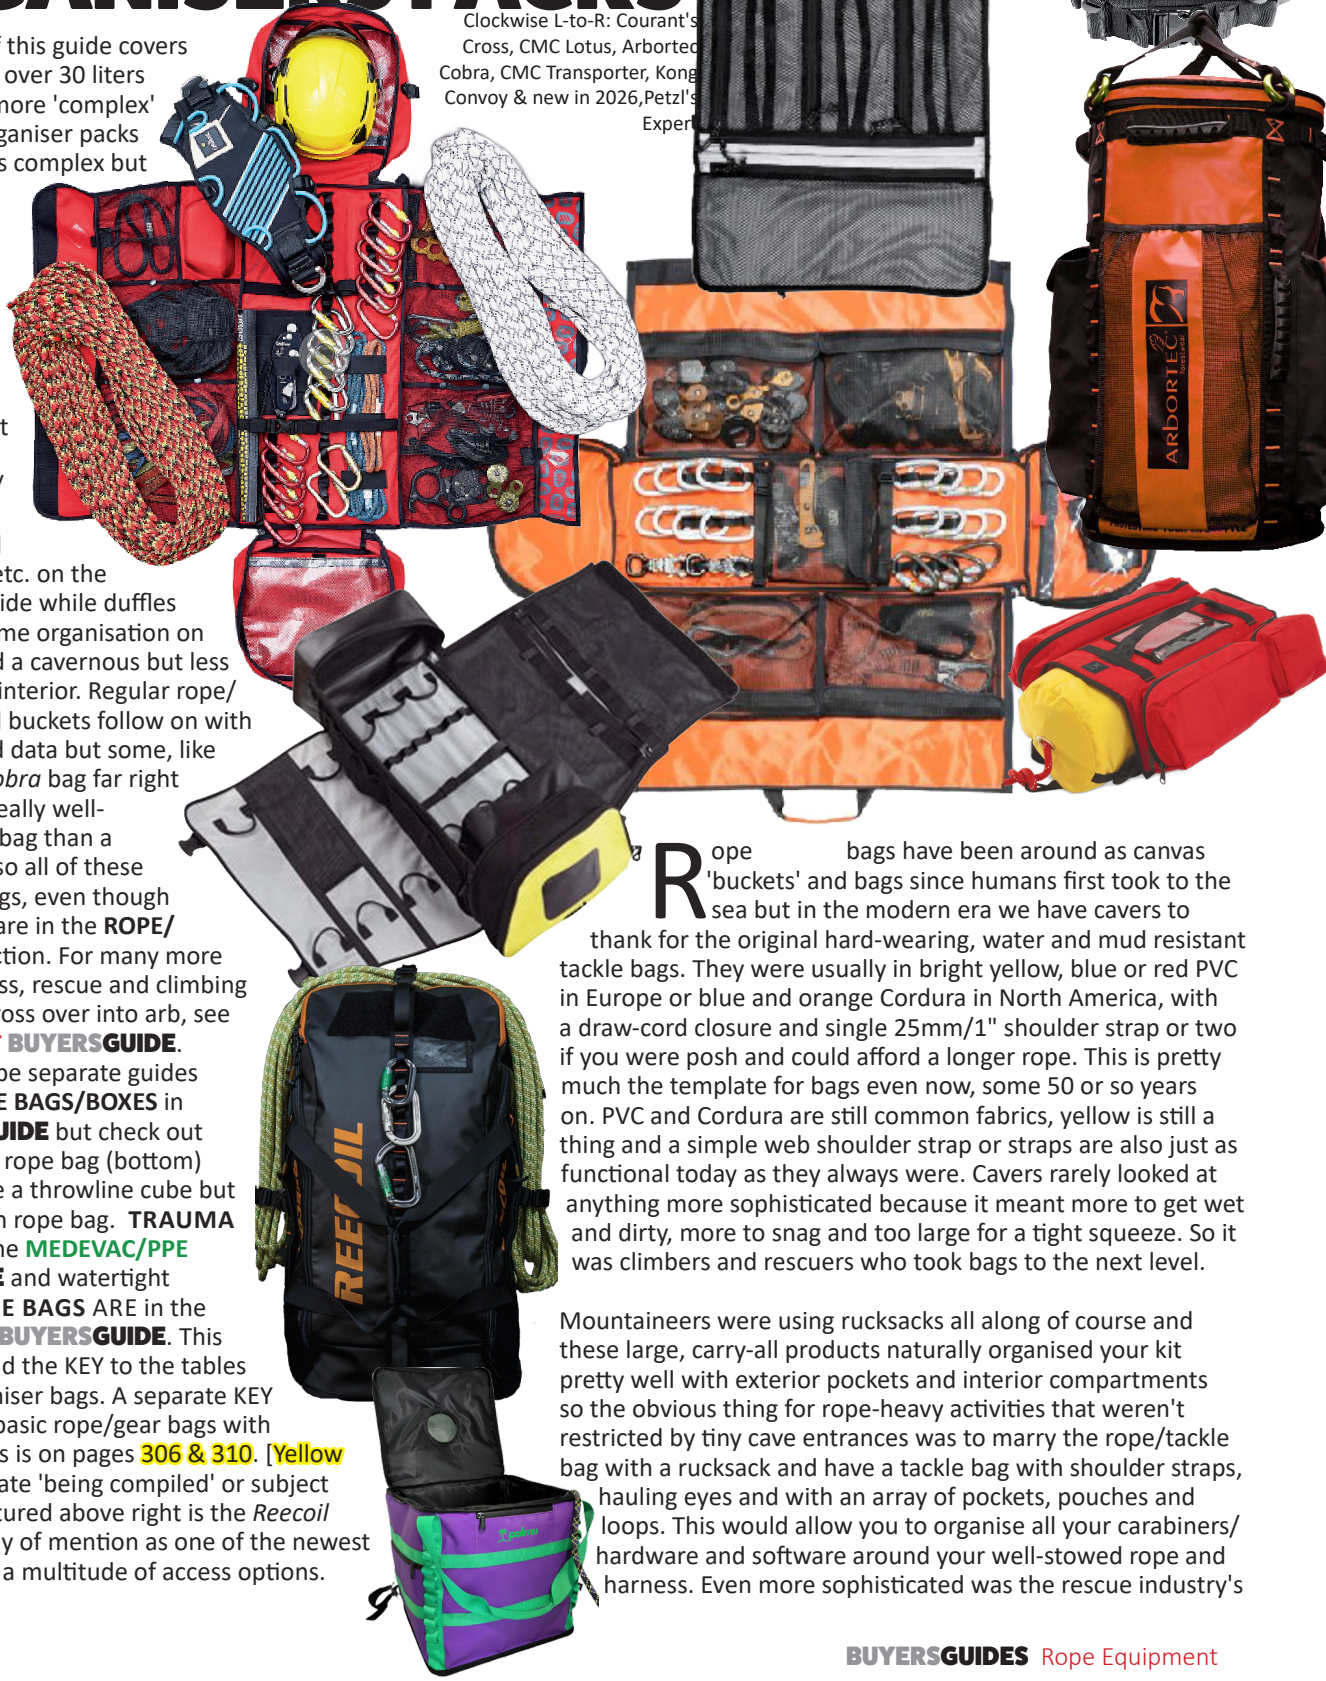 GANISERS PACKS
Clockwise L-to-R: Courant's
Cross, CMC Lotus, Arbortec
Cobra, CMC Transporter, Kong
Convoy & new in 2026,Petzl's
Expert
f this guide covers
over 30 liters
more 'complex'
ganiser packs
s complex but
t
y
etc. on the
ide while duffles
me organisation on
d a cavernous but less
interior. Regular rope/
l buckets follow on with
d data but some, like
obra bag far right
eally well-
bag than a
so all of these
gs, even though
are in the ROPE/
ction. For many more
ss, rescue and climbing
ross over into arb, see
BUYERSGUIDE.
be separate guides
E BAGS/BOXES in
UIDE but check out
rope bag (bottom)
e a throwline cube but
n rope bag. TRAUMA
he MEDEVAC/PPE
E and watertight
E BAGS ARE in the
BUYERSGUIDE. This
d the KEY to the tables
niser bags. A separate KEY
basic rope/gear bags with
s is on pages 306 & 310. [Yellow
ate 'being compiled' or subject
tured above right is the Reecoil
y of mention as one of the newest
a multitude of access options.
ARBORTEC
forestwear
REECOIL
palmu
Rope bags have been around as canvas
'buckets' and bags since humans first took to the
sea but in the modern era we have cavers to
thank for the original hard-wearing, water and mud resistant
tackle bags. They were usually in bright yellow, blue or red PVC
in Europe or blue and orange Cordura in North America, with
a draw-cord closure and single 25mm/1" shoulder strap or two
if you were posh and could afford a longer rope. This is pretty
much the template for bags even now, some 50 or so years
on. PVC and Cordura are still common fabrics, yellow is still a
thing and a simple web shoulder strap or straps are also just as
functional today as they always were. Cavers rarely looked at
anything more sophisticated because it meant more to get wet
and dirty, more to snag and too large for a tight squeeze. So it
was climbers and rescuers who took bags to the next level.
Mountaineers were using rucksacks all along of course and
these large, carry-all products naturally organised your kit
pretty well with exterior pockets and interior compartments
so the obvious thing for rope-heavy activities that weren't
restricted by tiny cave entrances was to marry the rope/tackle
bag with a rucksack and have a tackle bag with shoulder straps,
hauling eyes and with an array of pockets, pouches and
loops. This would allow you to organise all your carabiners/
hardware and software around your well-stowed rope and
harness. Even more sophisticated was the rescue industry's
BUYERSGUIDES Rope Equipment